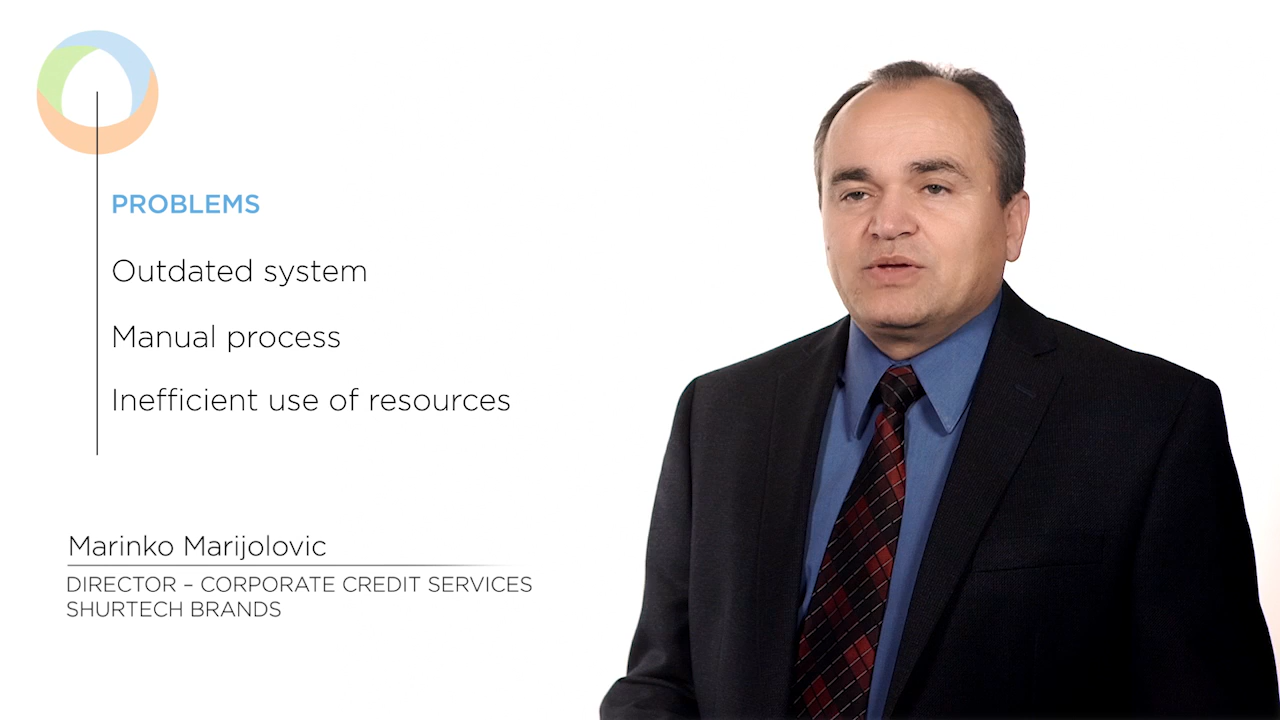 PROBLEMS
Outdated system
Manual process
Inefficient use of resources
Marinko Marijolovic
DIRECTOR – CORPORATE CREDIT SERVICES
SHURTECH BRANDS